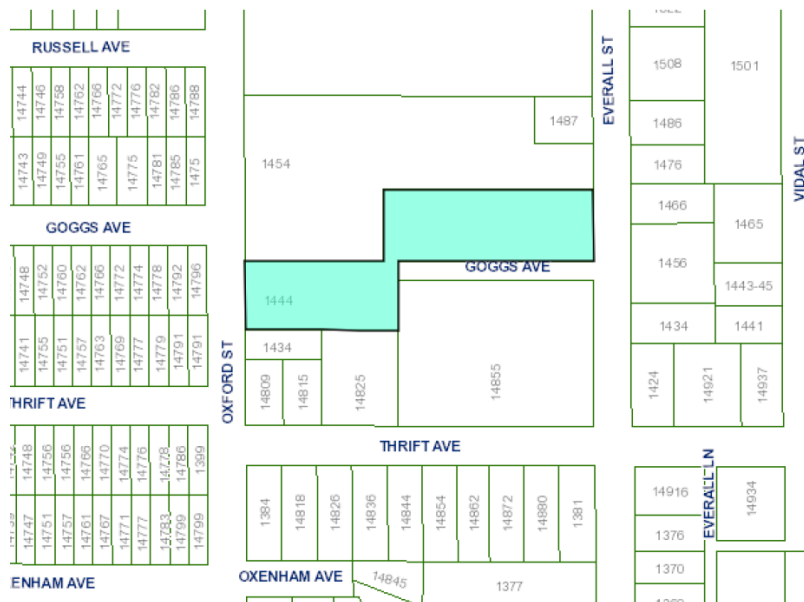 RUSSELL AVE
14744 14746 14758 14762 14766 14772 14776 14782 14786 14788
14743 14749 14755 14761 14765 14775 14781 14785 1475
GOGGS AVE
14748 14752 14760 14762 14766 14772 14774 14778 14792 14796
14741 14755 14751 14757 14763 14769 14777 14779 14791 14791
THRIFT AVE
14748 14756 14756 14766 14770 14774 14776 14778 14786 1399
14747 14751 14757 14761 14767 14771 14777 14783 14799 14799
ENHAM AVE
OXFORD ST
1454
1487
EVERALL ST
GOGGS AVE
1444
1434
14809 14815 14825 14855
THRIFT AVE
1384 14818 14826 14836 14844 14854 14862 14872 14880 1381
OXENHAM AVE
14845
1377
1508
1501
1486
1476
VIDAL ST
1466
1465
1456
1443-45
1434
1441
1424 14921 14937
14916
EVERALL LN
14934
1376
1370